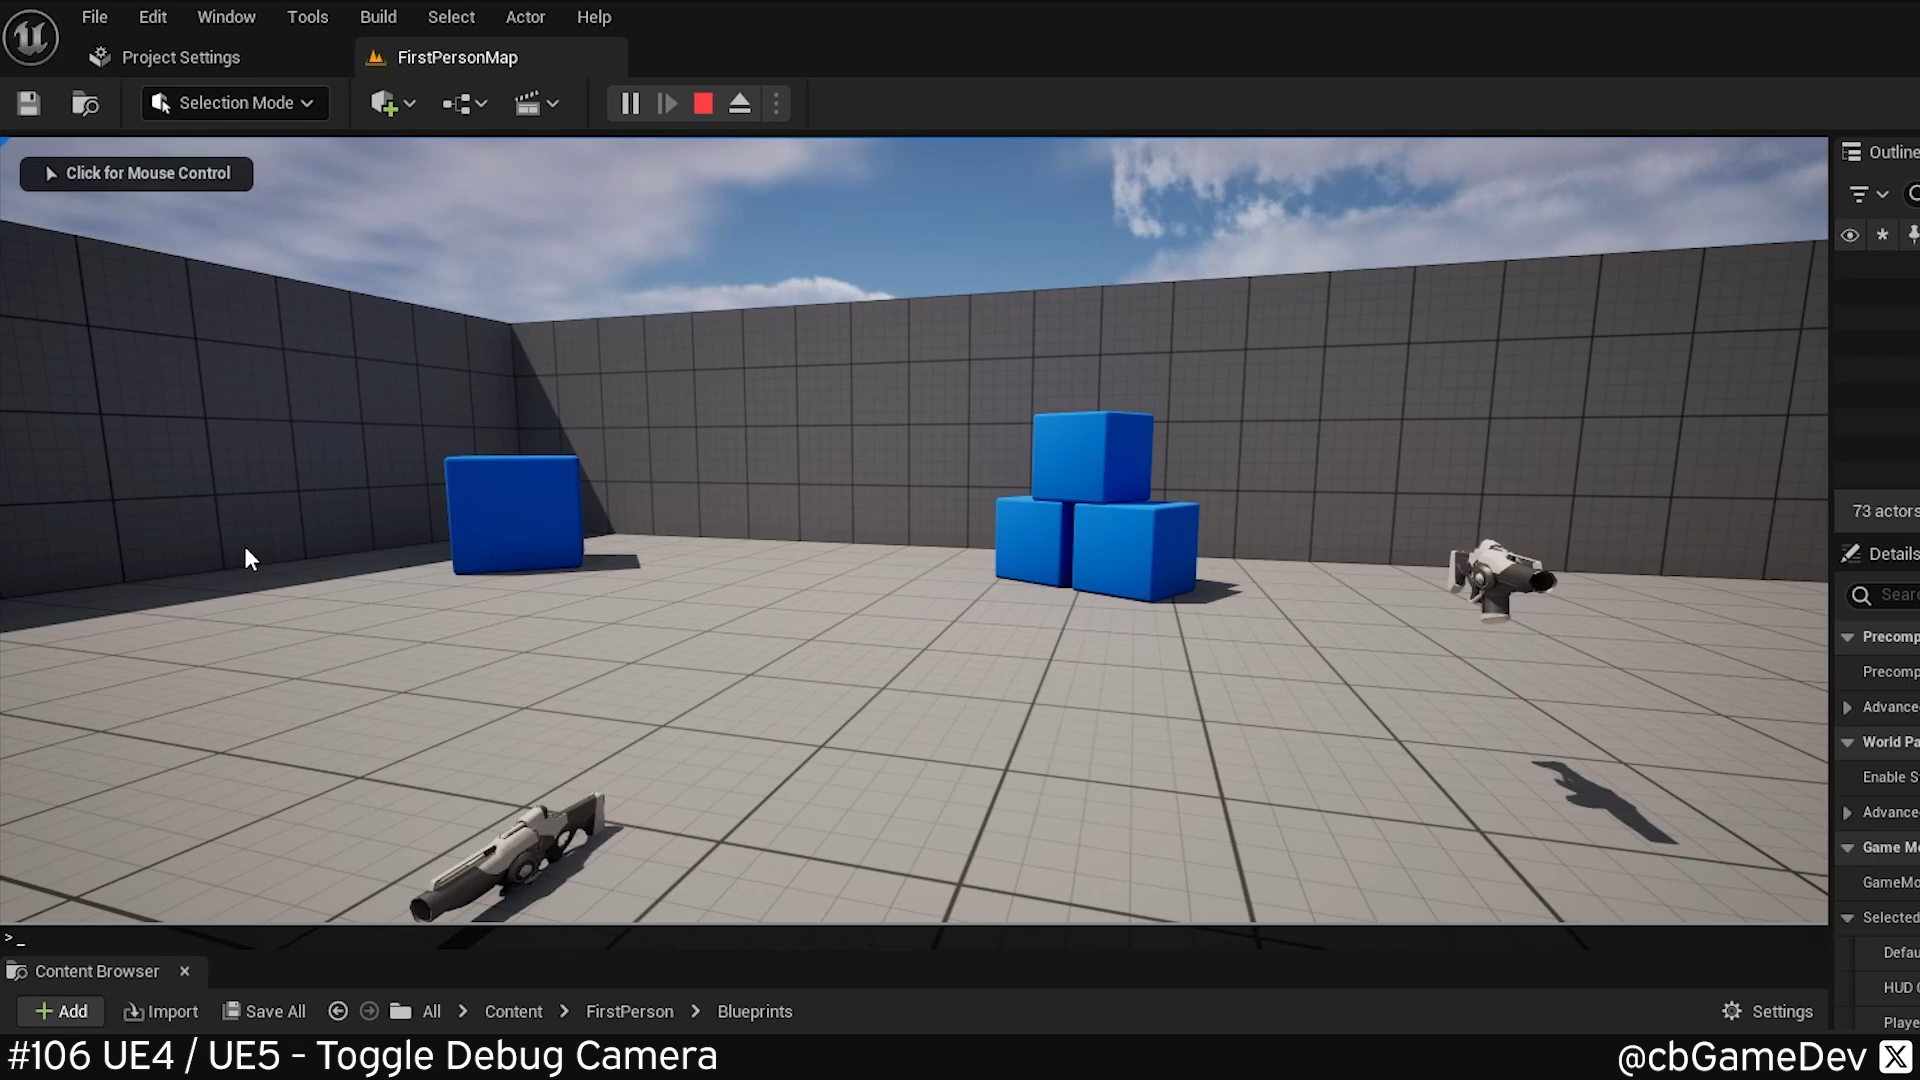 File Edit Window Tools Build Select Actor Help
Project Settings FirstPersonMap
Selection Mode
Click for Mouse Control
Outline
73 actors
Details
Sear
Precomp
Precomp
Advance
World Pa
Enable S
Advance
Game Mo
GameMo
Selected
Defau
HUD C
Playe
>_
Content Browser
Add Import Save All All > Content > FirstPerson > Blueprints Settings
#106 UE4 / UE5 - Toggle Debug Camera @cbGameDev X